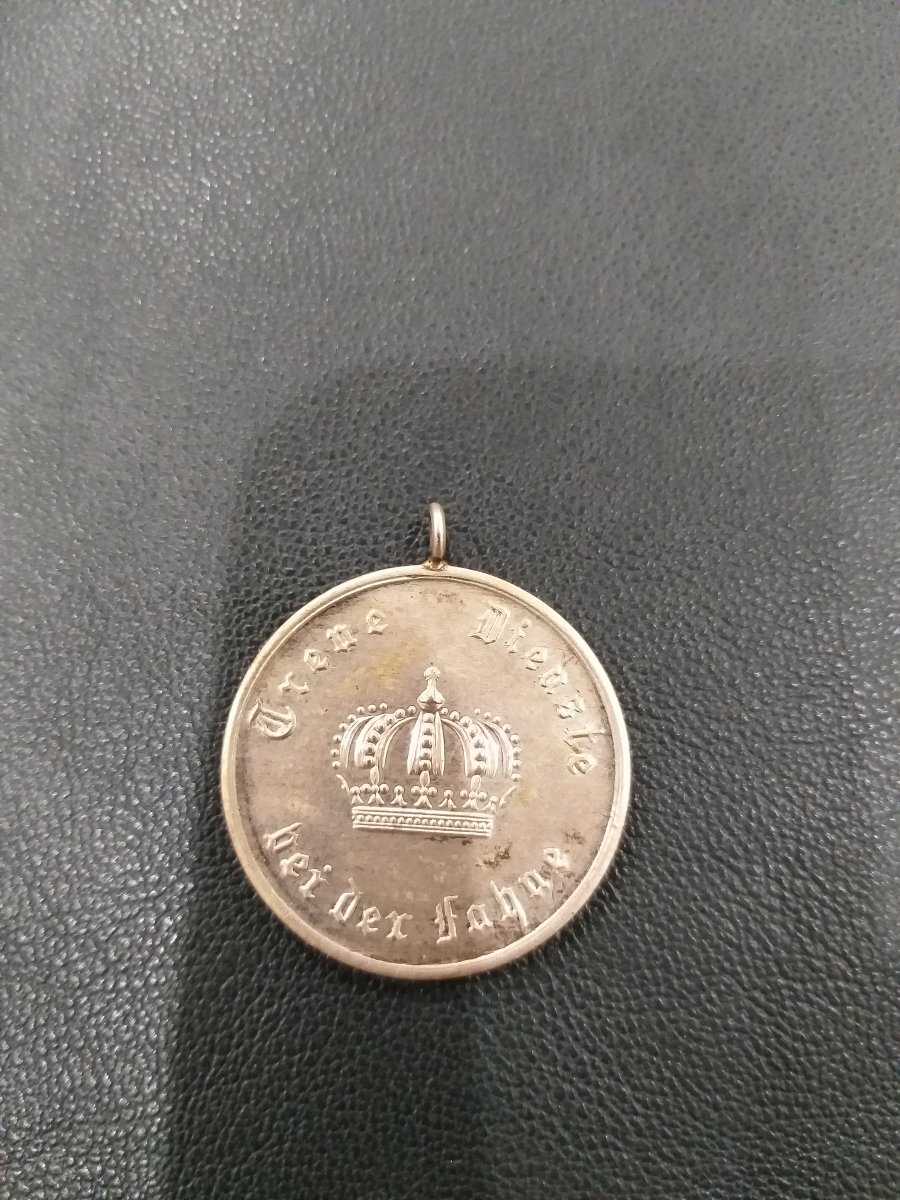 Treue Dienste
bei der Fahne